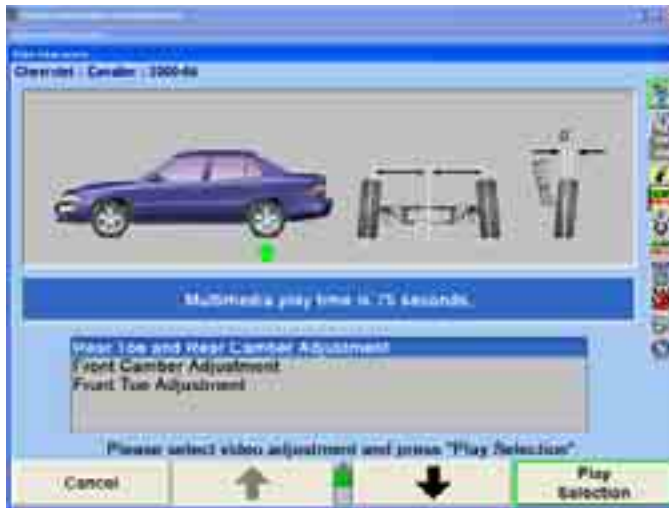 Chevrolet : Cavalier : 2000-04
0
Multimedia play time is 75 seconds.
Rear Toe and Rear Camber Adjustment
Front Camber Adjustment
Front Toe Adjustment
Please select video adjustment and press "Play Selection"
Cancel
Play
Selection